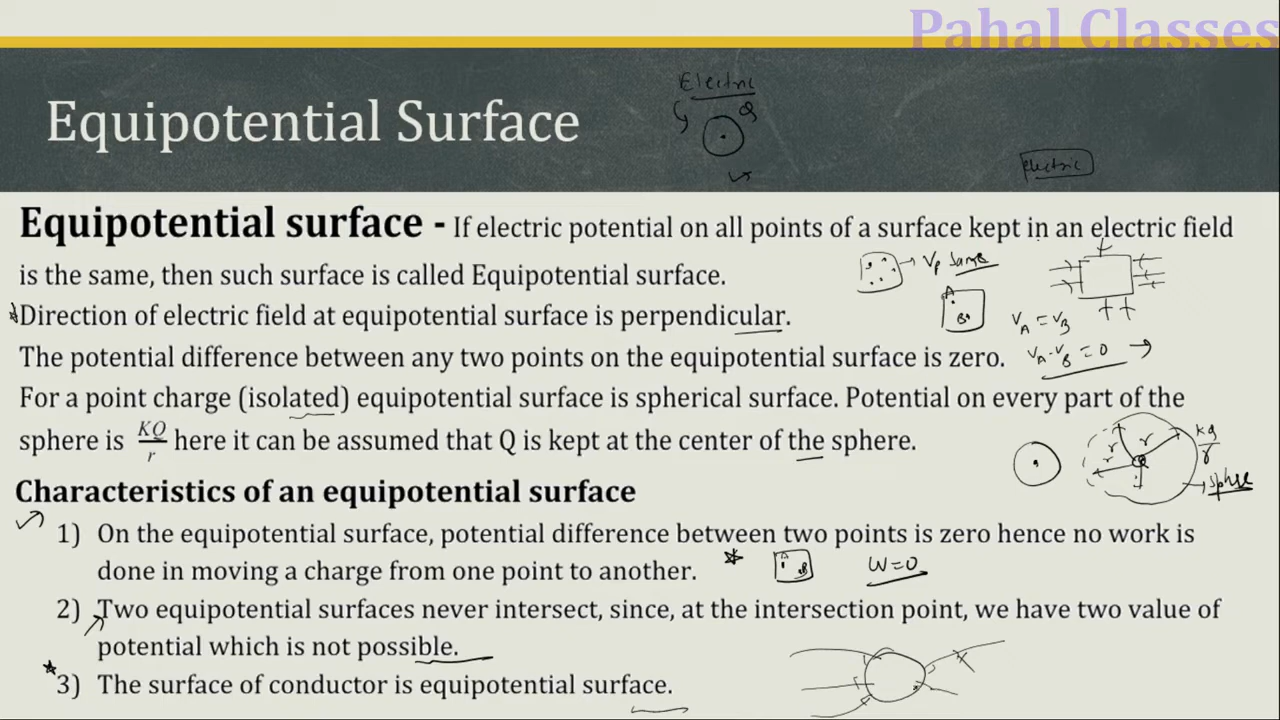 Pahal Classes
Electric
Q
Equipotential Surface
electric
Equipotential surface - If electric potential on all points of a surface kept in an electric field
is the same, then such surface is called Equipotential surface.
Vp same
A
B
Direction of electric field at equipotential surface is perpendicular.
VA = VB
The potential difference between any two points on the equipotential surface is zero.
VA - VB = 0
For a point charge (isolated) equipotential surface is spherical surface. Potential on every part of the
sphere is KQ/r here it can be assumed that Q is kept at the center of the sphere.
r r r
Q
KQ/r
Characteristics of an equipotential surface
1) On the equipotential surface, potential difference between two points is zero hence no work is
done in moving a charge from one point to another.
W=0
2) Two equipotential surfaces never intersect, since, at the intersection point, we have two value of
potential which is not possible.
3) The surface of conductor is equipotential surface.